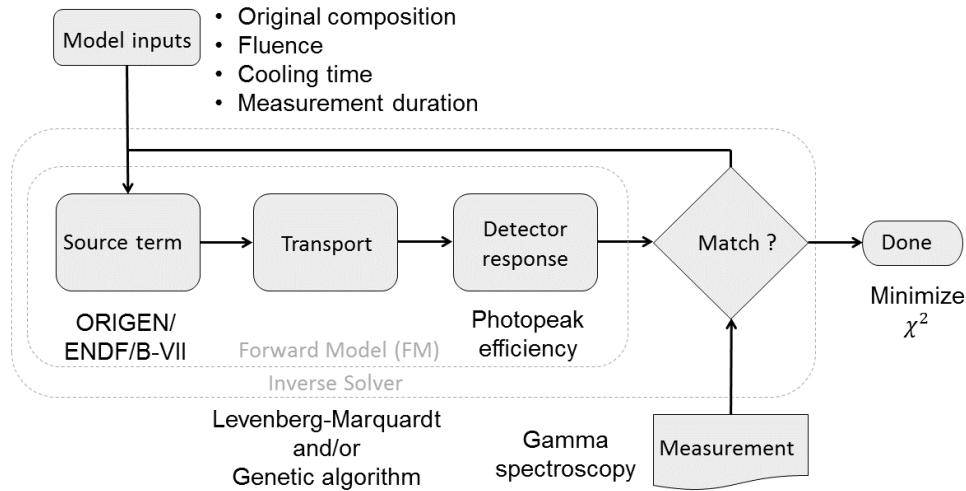 Model inputs
• Original composition
• Fluence
• Cooling time
• Measurement duration
Source term
Transport
Detector
response
Match ?
Done
ORIGEN/
ENDF/B-VII
Photopeak
efficiency
Minimize
χ²
Forward Model (FM)
Inverse Solver
Levenberg-Marquardt
and/or
Genetic algorithm
Gamma
spectroscopy
Measurement